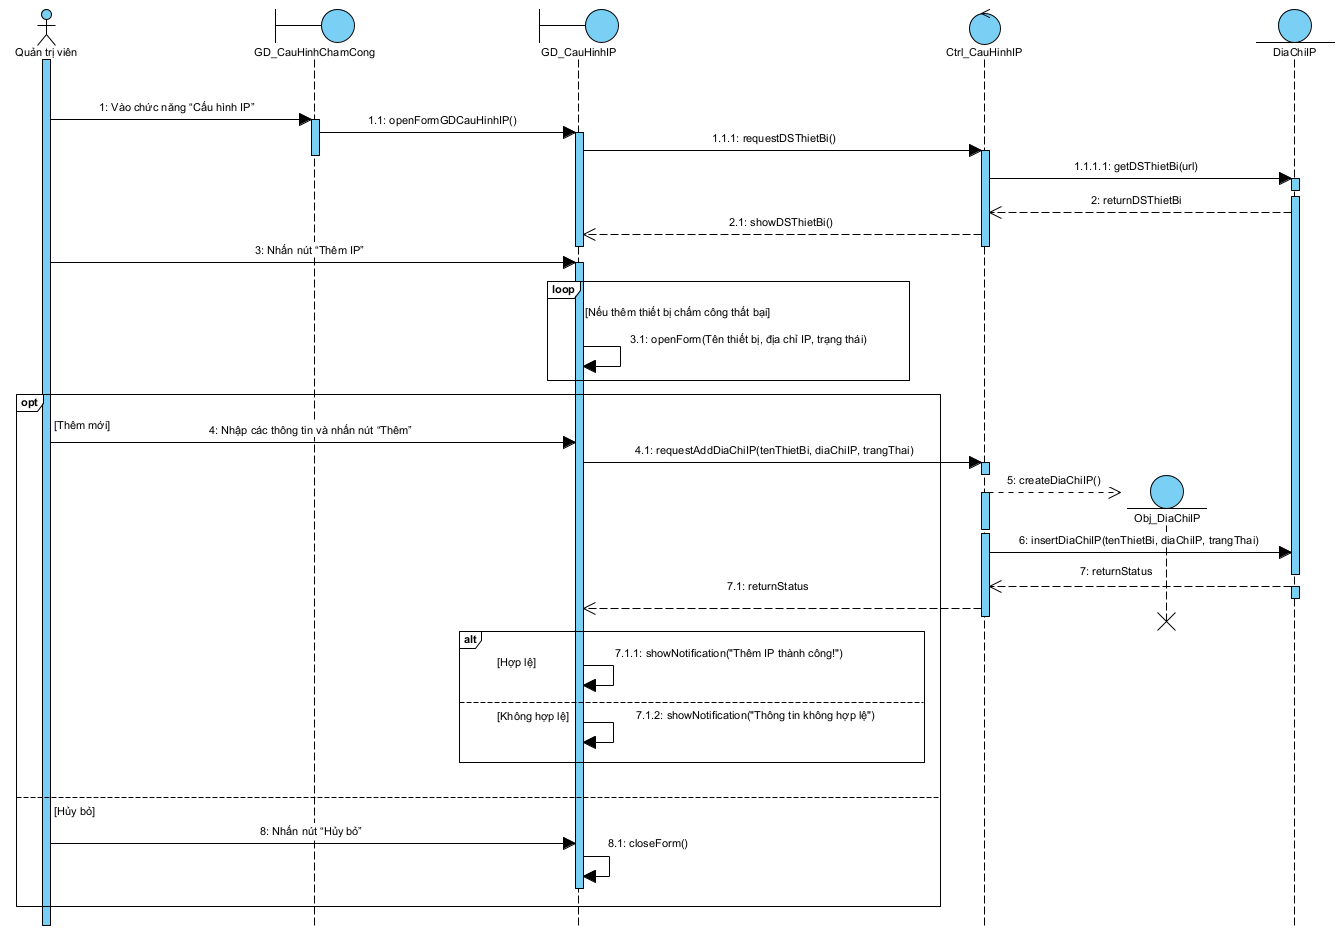 Quản trị viên
GD_CauHinhChamCong
GD_CauHinhIP
Ctrl_CauHinhIP
DiaChiIP
1: Vào chức năng “Cấu hình IP”
1.1: openFormGDCauHinhIP()
1.1.1: requestDSThietBi()
1.1.1.1: getDSThietBi(url)
2: returnDSThietBi
2.1: showDSThietBi()
3: Nhấn nút “Thêm IP”
loop
[Nếu thêm thiết bị chấm công thất bại]
3.1: openForm(Tên thiết bị, địa chỉ IP, trạng thái)
opt
[Thêm mới]
4: Nhập các thông tin và nhấn nút “Thêm”
4.1: requestAddDiaChiIP(tenThietBi, diaChiIP, trangThai)
5: createDiaChiIP()
Obj_DiaChiIP
6: insertDiaChiIP(tenThietBi, diaChiIP, trangThai)
7: returnStatus
7.1: returnStatus
alt
[Hợp lệ]
7.1.1: showNotification("Thêm IP thành công!")
[Không hợp lệ]
7.1.2: showNotification("Thông tin không hợp lệ")
[Hủy bỏ]
8: Nhấn nút “Hủy bỏ”
8.1: closeForm()